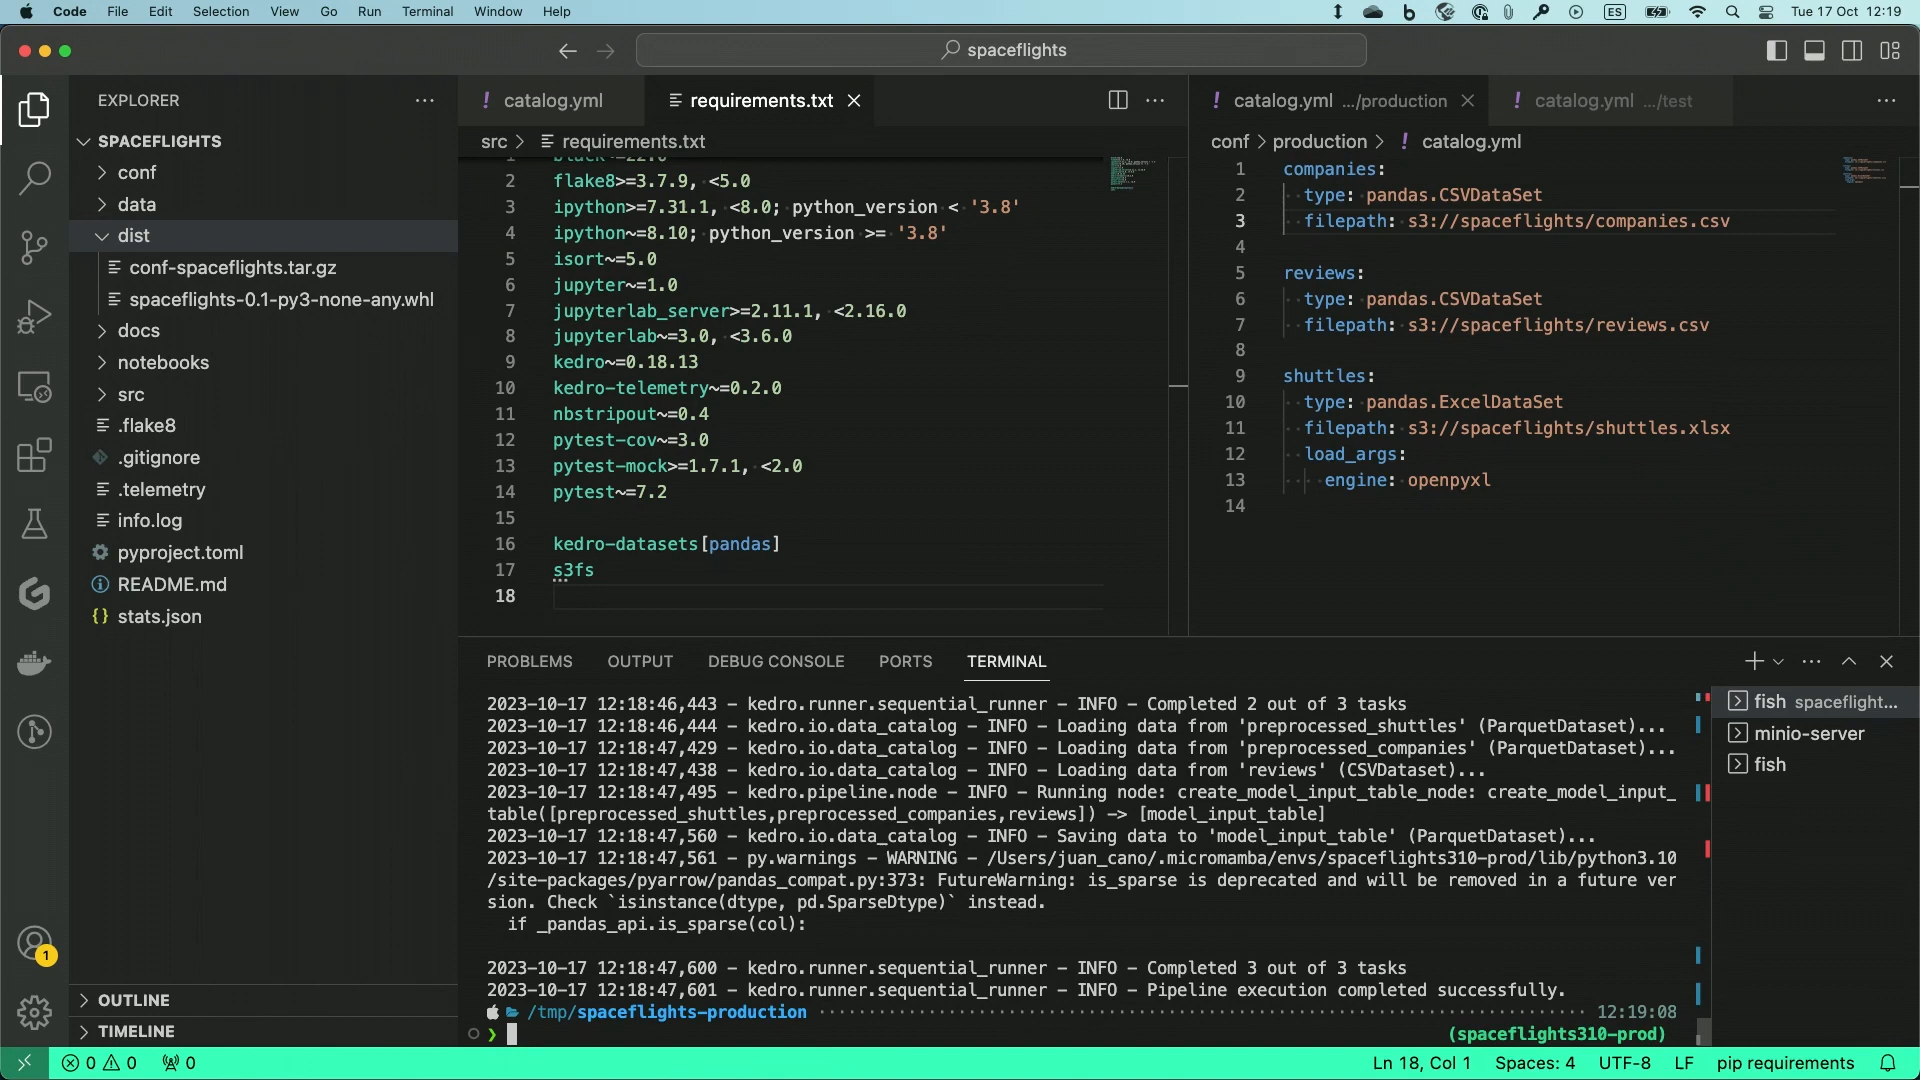 Code File Edit Selection View Go Run Terminal Window Help
ES Tue 17 Oct 12:19
spaceflights
EXPLORER
SPACEFLIGHTS
conf
data
dist
conf-spaceflights.tar.gz
spaceflights-0.1-py3-none-any.whl
docs
notebooks
src
.flake8
.gitignore
.telemetry
info.log
pyproject.toml
README.md
stats.json
OUTLINE
TIMELINE
1
! catalog.yml
requirements.txt
src > requirements.txt
2 flake8>=3.7.9, <5.0
3 ipython>=7.31.1, <8.0; python_version < '3.8'
4 ipython~=8.10; python_version >= '3.8'
5 isort~=5.0
6 jupyter~=1.0
7 jupyterlab_server>=2.11.1, <2.16.0
8 jupyterlab~=3.0, <3.6.0
9 kedro~=0.18.13
10 kedro-telemetry~=0.2.0
11 nbstripout~=0.4
12 pytest-cov~=3.0
13 pytest-mock>=1.7.1, <2.0
14 pytest~=7.2
15
16 kedro-datasets[pandas]
17 s3fs
18
! catalog.yml .../production
! catalog.yml .../test
conf > production > ! catalog.yml
1 companies:
2 type: pandas.CSVDataSet
3 filepath: s3://spaceflights/companies.csv
4
5 reviews:
6 type: pandas.CSVDataSet
7 filepath: s3://spaceflights/reviews.csv
8
9 shuttles:
10 type: pandas.ExcelDataSet
11 filepath: s3://spaceflights/shuttles.xlsx
12 load_args:
13 engine: openpyxl
14
PROBLEMS OUTPUT DEBUG CONSOLE PORTS TERMINAL
2023-10-17 12:18:46,443 - kedro.runner.sequential_runner - INFO - Completed 2 out of 3 tasks
2023-10-17 12:18:46,444 - kedro.io.data_catalog - INFO - Loading data from 'preprocessed_shuttles' (ParquetDataset)...
2023-10-17 12:18:47,429 - kedro.io.data_catalog - INFO - Loading data from 'preprocessed_companies' (ParquetDataset)...
2023-10-17 12:18:47,438 - kedro.io.data_catalog - INFO - Loading data from 'reviews' (CSVDataset)...
2023-10-17 12:18:47,495 - kedro.pipeline.node - INFO - Running node: create_model_input_table_node: create_model_input_
table([preprocessed_shuttles,preprocessed_companies,reviews]) -> [model_input_table]
2023-10-17 12:18:47,560 - kedro.io.data_catalog - INFO - Saving data to 'model_input_table' (ParquetDataset)...
2023-10-17 12:18:47,561 - py.warnings - WARNING - /Users/juan_cano/.micromamba/envs/spaceflights310-prod/lib/python3.10
/site-packages/pyarrow/pandas_compat.py:373: FutureWarning: is_sparse is deprecated and will be removed in a future ver
sion. Check `isinstance(dtype, pd.SparseDtype)` instead.
if _pandas_api.is_sparse(col):
2023-10-17 12:18:47,600 - kedro.runner.sequential_runner - INFO - Completed 3 out of 3 tasks
2023-10-17 12:18:47,601 - kedro.runner.sequential_runner - INFO - Pipeline execution completed successfully.
/tmp/spaceflights-production 12:19:08
❯ (spaceflights310-prod)
fish spaceflight...
minio-server
fish
0 0 0
Ln 18, Col 1 Spaces: 4 UTF-8 LF pip requirements